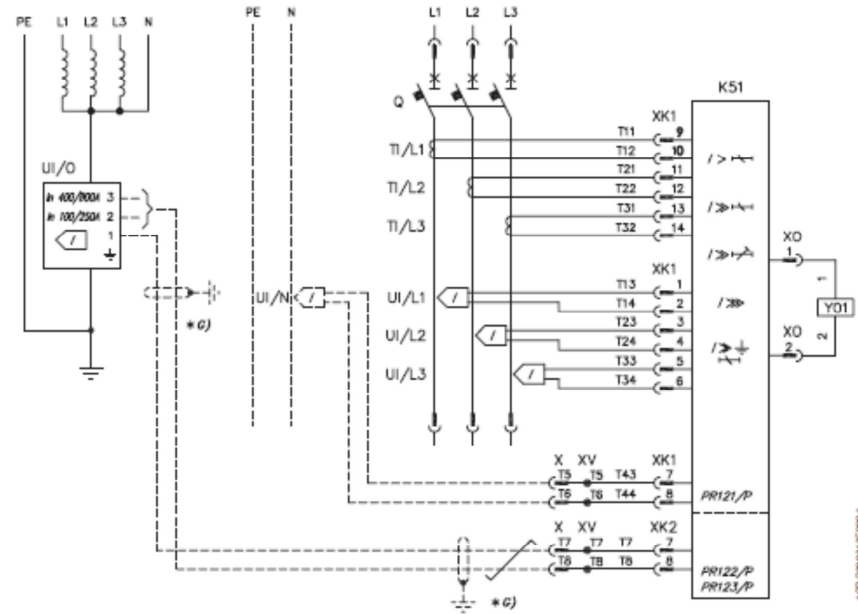 PE L1 L2 L3 N
PE N
L1 L2 L3
K51
Q
XK1
T11 9
TI/L1 T12 10
T21 11
TI/L2 T22 12
T31 13
TI/L3 T32 14
UI/O
In 400/800A 3
In 100/250A 2
I 1
I >
I ≫
I ≫
I ⋙
I ≫
XO
1
1
Y01
2
XO
2
XK1
UI/N I
UI/L1 I T13 1
T14 2
UI/L2 I T23 3
T24 4
UI/L3 I T33 5
T34 6
*G)
X XV XK1
T5 T5 T43 7
T6 T6 T44 8
PR121/P
X XV XK2
T7 T7 T7 7
T8 T8 T8 8
PR122/P
PR123/P
*G)